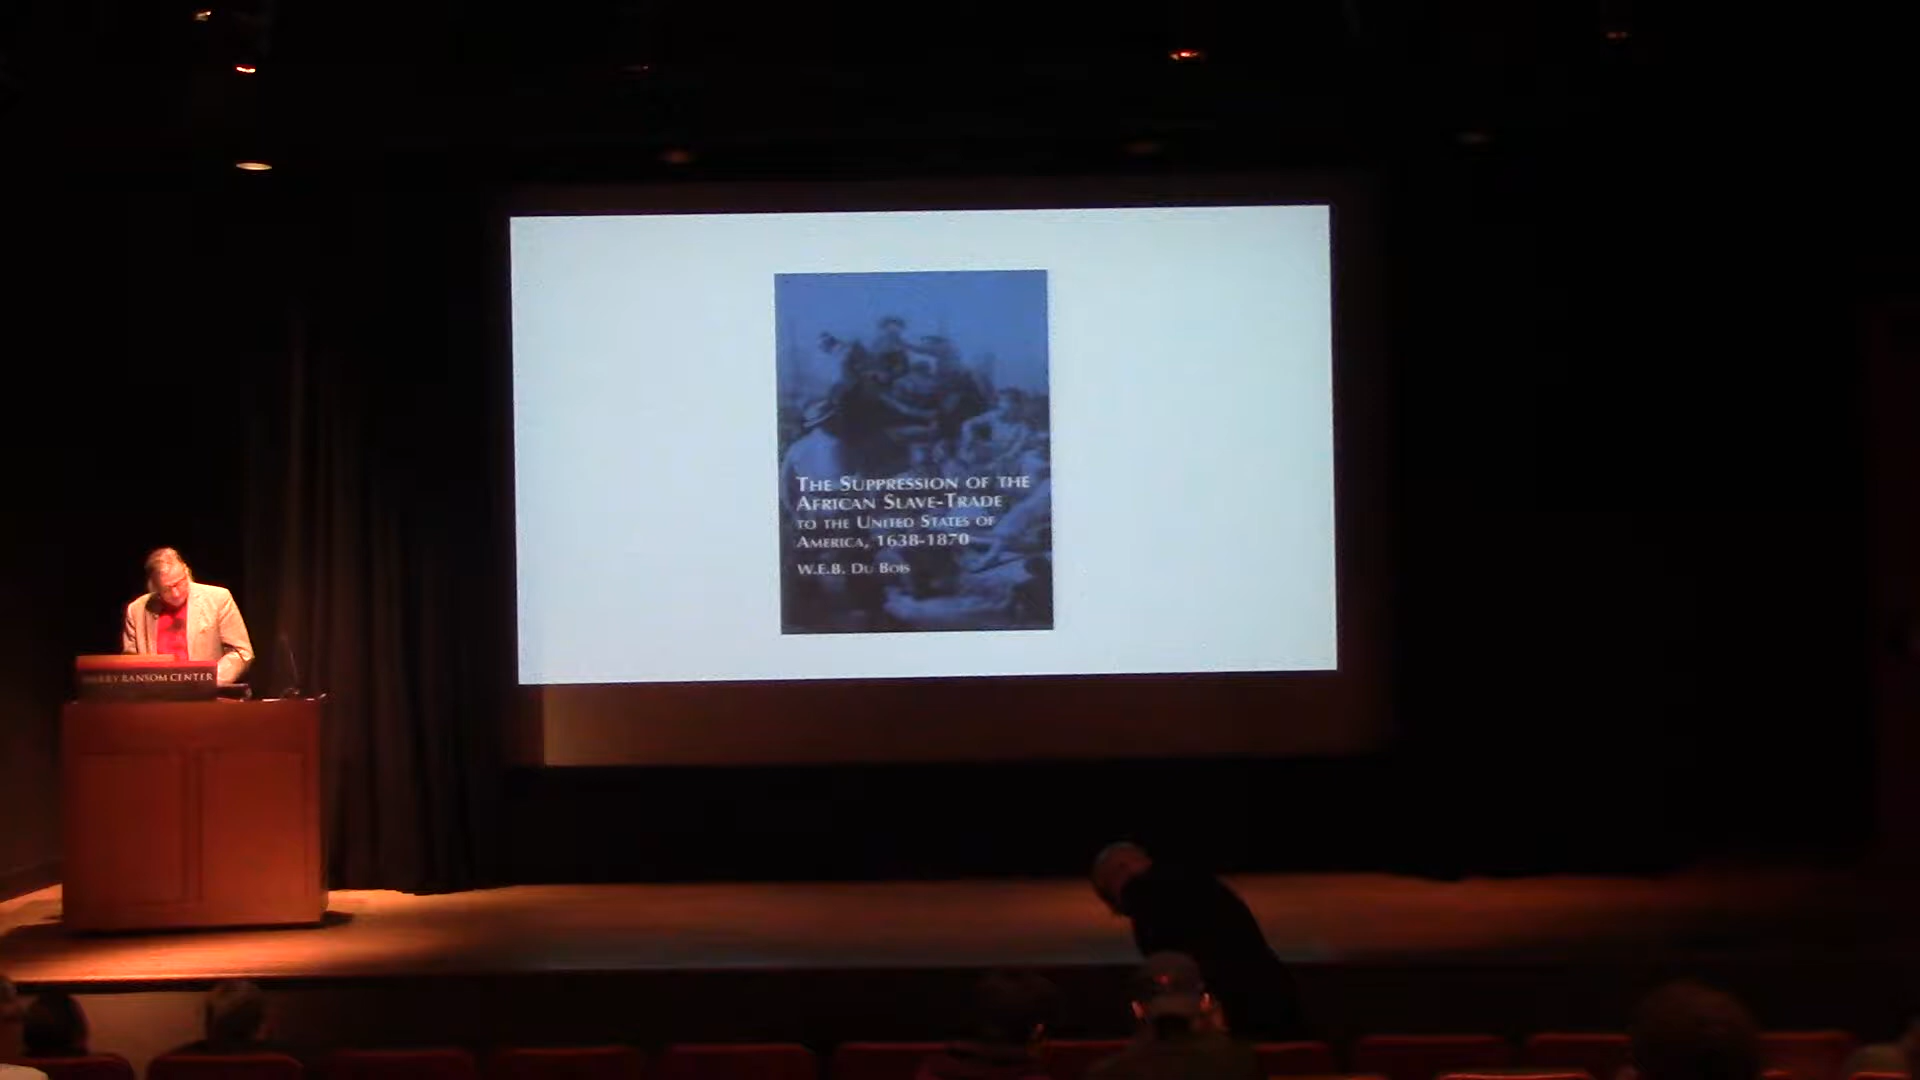 The Suppression of the
African Slave-Trade
to the United States of
America, 1638-1870
W.E.B. Du Bois
Harry Ransom Center